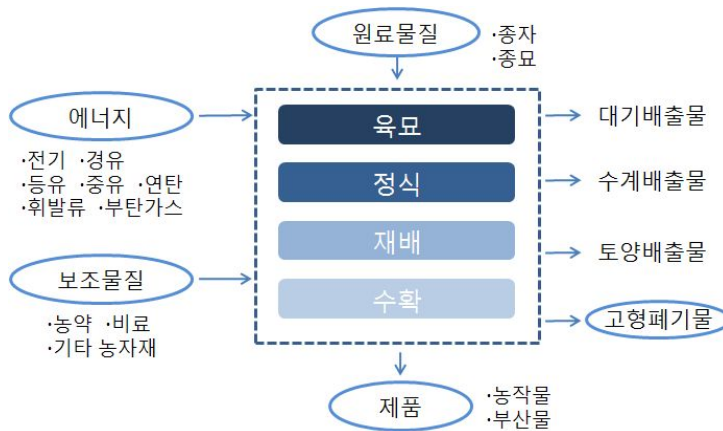 원료물질
·종자
·종묘
에너지
·전기 ·경유
·등유 ·중유 ·연탄
·휘발류 ·부탄가스
보조물질
·농약 ·비료
·기타 농자재
육묘
정식
재배
수확
대기배출물
수계배출물
토양배출물
고형폐기물
제품
·농작물
·부산물